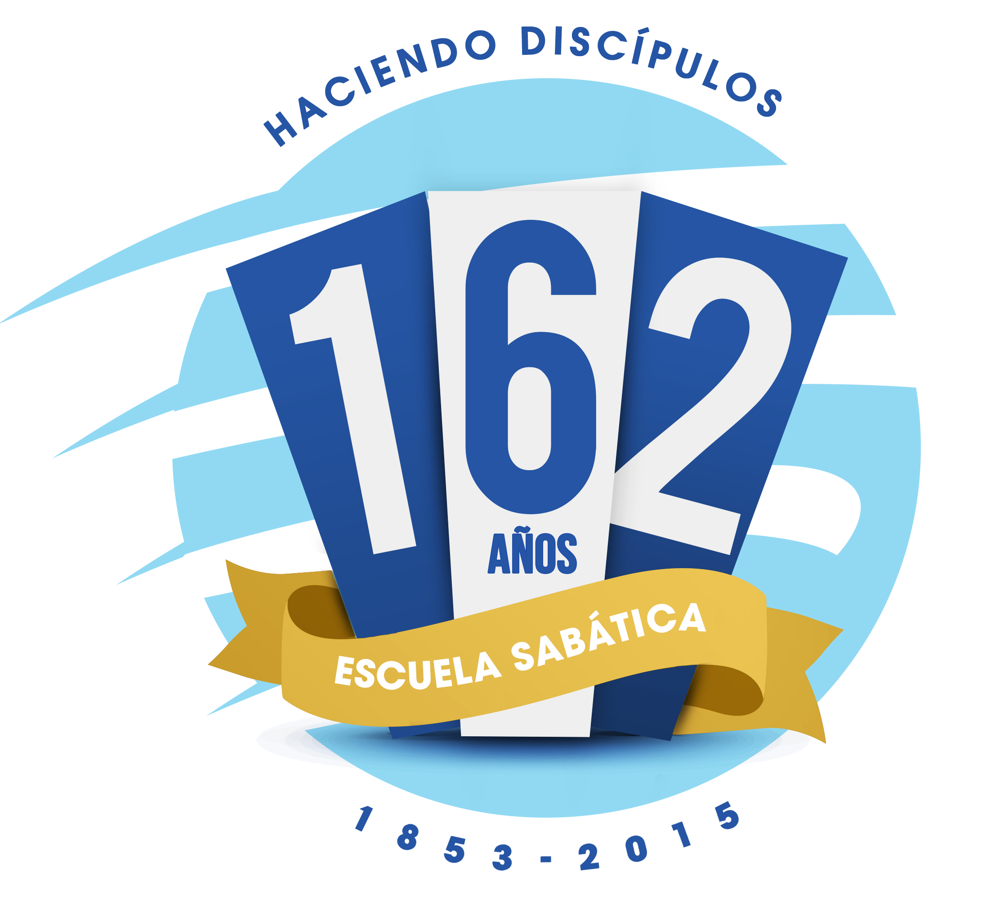 HACIENDO DISCÍPULOS
162
AÑOS
ESCUELA SABÁTICA
1853-2015